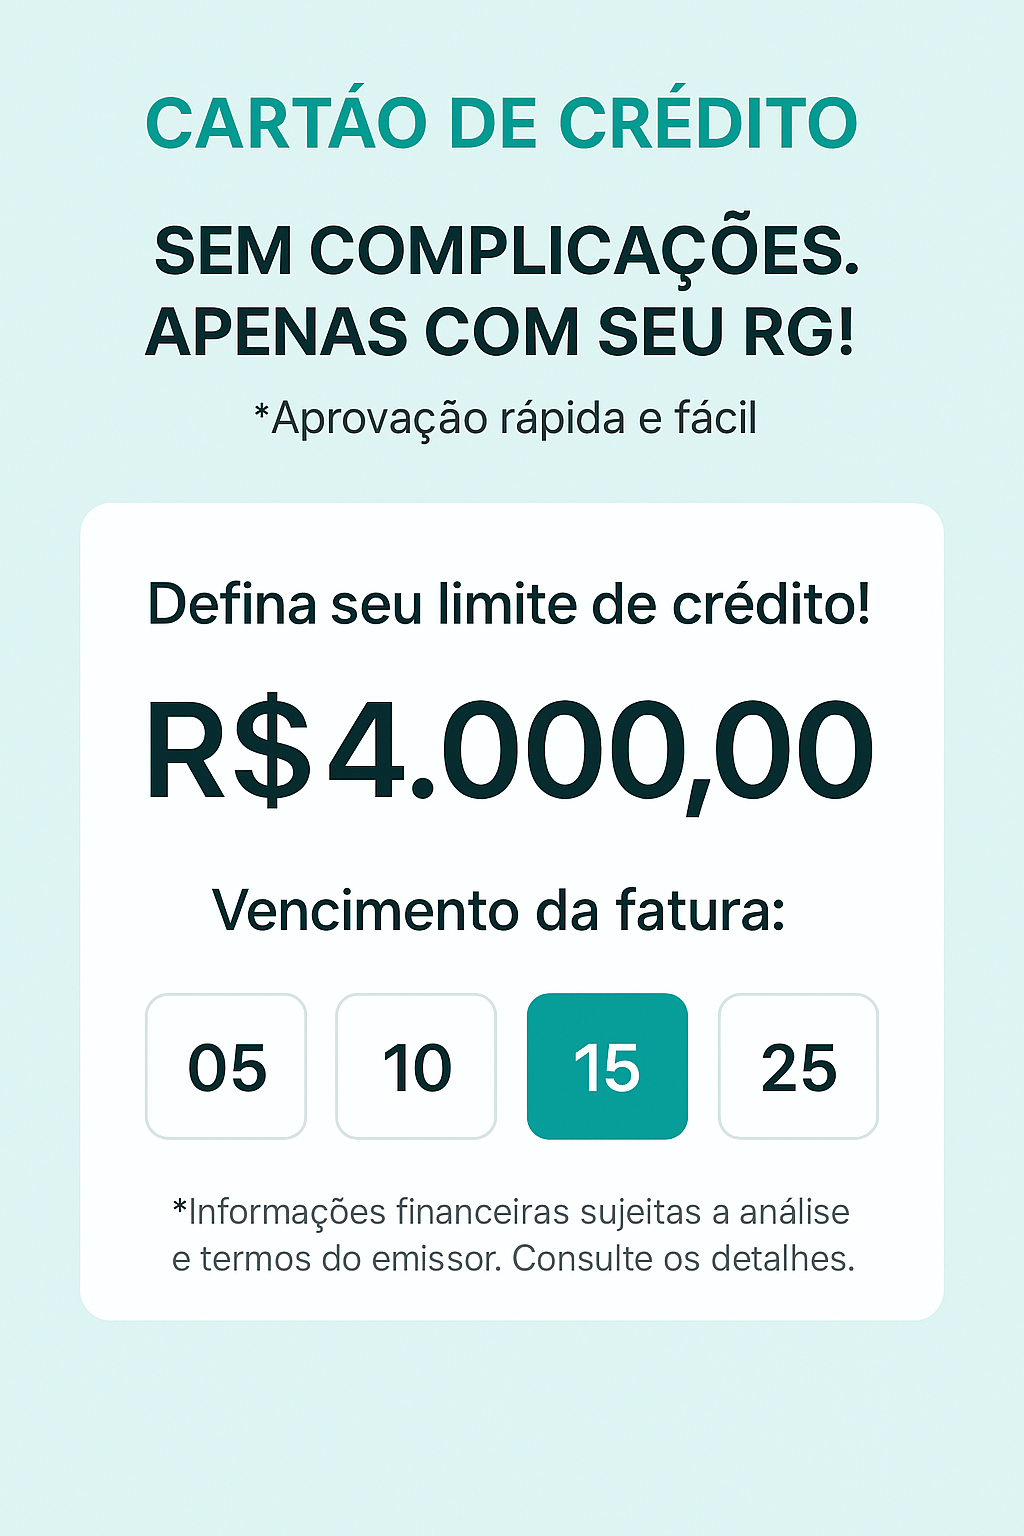 CARTÁO DE CRÉDITO
SEM COMPLICAÇÕES.
APENAS COM SEU RG!
*Aprovação rápida e fácil
Defina seu limite de crédito!
R$4.000,00
Vencimento da fatura:
05 10 15 25
*Informações financeiras sujeitas a análise
e termos do emissor. Consulte os detalhes.